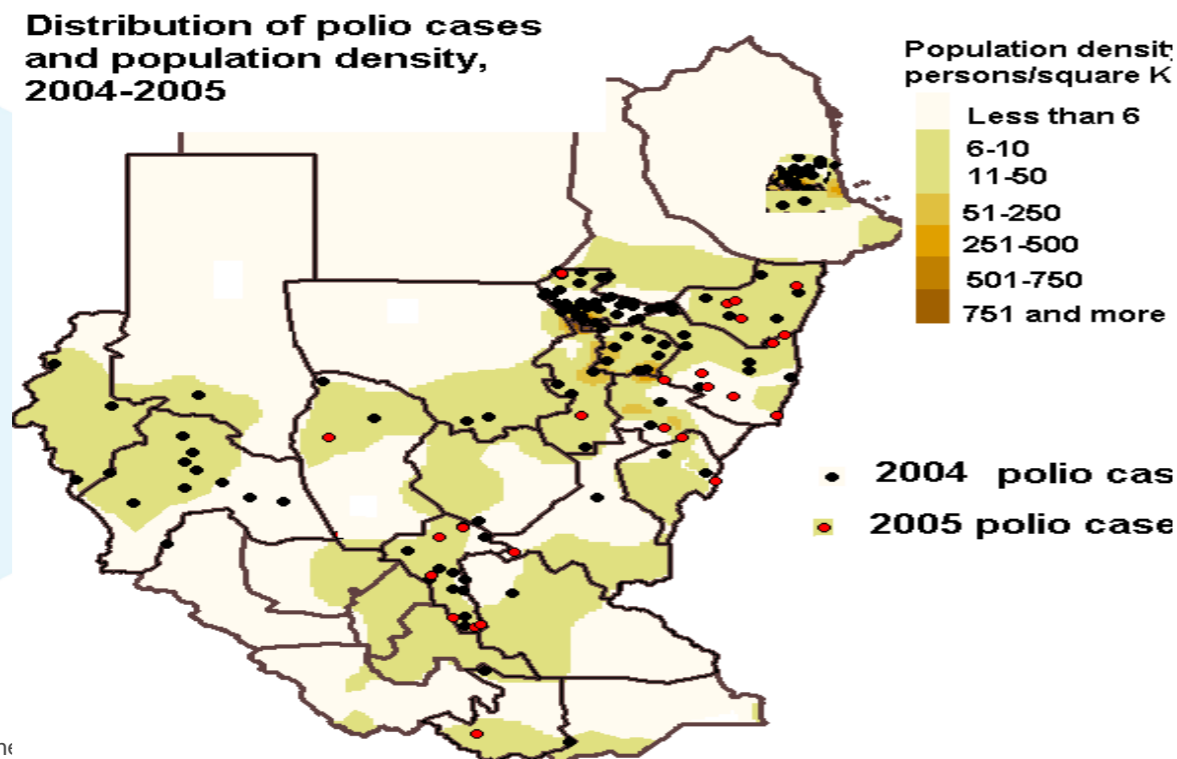 Distribution of polio cases
and population density,
2004-2005
Population density
persons/square K
Less than 6
6-10
11-50
51-250
251-500
501-750
751 and more
2004 polio cas
2005 polio case